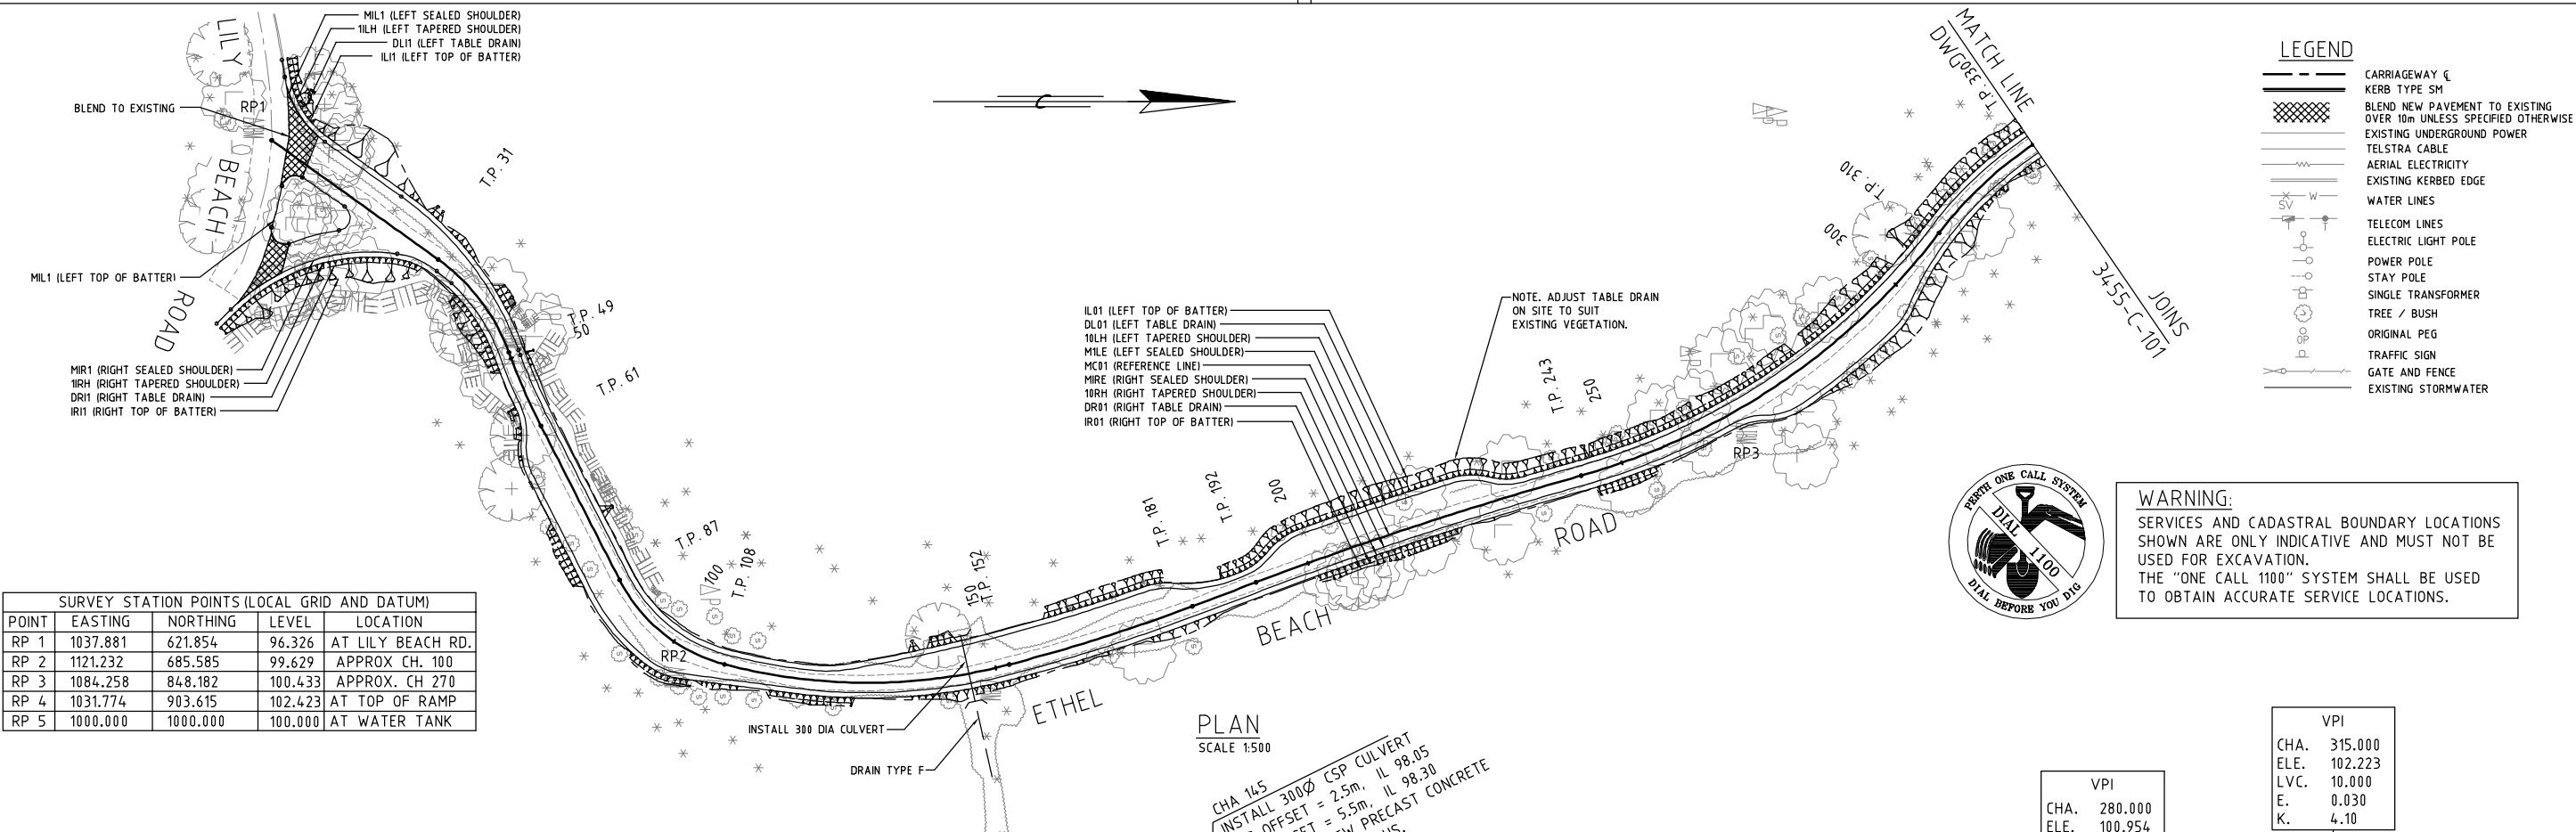 MIL1 (LEFT SEALED SHOULDER)
1ILH (LEFT TAPERED SHOULDER)
DLI1 (LEFT TABLE DRAIN)
ILI1 (LEFT TOP OF BATTER)
BLEND TO EXISTING
LILY
BEACH
ROAD
RP1
MIL1 (LEFT TOP OF BATTER)
MIR1 (RIGHT SEALED SHOULDER)
1IRH (RIGHT TAPERED SHOULDER)
DRI1 (RIGHT TABLE DRAIN)
IRI1 (RIGHT TOP OF BATTER)
T.P. 31
T.P. 49
50
T.P. 61
T.P. 87
100
T.P. 108
RP2
150
T.P. 152
T.P. 181
T.P. 192
200
T.P. 243
250
RP3
300
T.P. 310
T.P. 330
MATCH LINE
DWG
JOINS
3455-C-101
IL01 (LEFT TOP OF BATTER)
DL01 (LEFT TABLE DRAIN)
10LH (LEFT TAPERED SHOULDER)
M1LE (LEFT SEALED SHOULDER)
MC01 (REFERENCE LINE)
MIRE (RIGHT SEALED SHOULDER)
10RH (RIGHT TAPERED SHOULDER)
DR01 (RIGHT TABLE DRAIN)
IR01 (RIGHT TOP OF BATTER)
NOTE. ADJUST TABLE DRAIN
ON SITE TO SUIT
EXISTING VEGETATION.
ETHEL
BEACH
ROAD
INSTALL 300 DIA CULVERT
DRAIN TYPE F
PLAN
SCALE 1:500
CHA 145
INSTALL 300Ø CSP CULVERT
OFFSET = 2.5m, IL 98.05
= 5.5m, IL 98.30
PRECAST CONCRETE
LEGEND
CARRIAGEWAY ℄
KERB TYPE SM
BLEND NEW PAVEMENT TO EXISTING
OVER 10m UNLESS SPECIFIED OTHERWISE
EXISTING UNDERGROUND POWER
TELSTRA CABLE
AERIAL ELECTRICITY
EXISTING KERBED EDGE
W
SV
WATER LINES
TELECOM LINES
ELECTRIC LIGHT POLE
POWER POLE
STAY POLE
SINGLE TRANSFORMER
TREE / BUSH
OP
ORIGINAL PEG
TRAFFIC SIGN
GATE AND FENCE
EXISTING STORMWATER
PERTH ONE CALL SYSTEM
DIAL 1100
DIAL BEFORE YOU DIG
WARNING:
SERVICES AND CADASTRAL BOUNDARY LOCATIONS
SHOWN ARE ONLY INDICATIVE AND MUST NOT BE
USED FOR EXCAVATION.
THE "ONE CALL 1100" SYSTEM SHALL BE USED
TO OBTAIN ACCURATE SERVICE LOCATIONS.
SURVEY STATION POINTS (LOCAL GRID AND DATUM)
POINT EASTING NORTHING LEVEL LOCATION
RP 1 1037.881 621.854 96.326 AT LILY BEACH RD.
RP 2 1121.232 685.585 99.629 APPROX CH. 100
RP 3 1084.258 848.182 100.433 APPROX. CH 270
RP 4 1031.774 903.615 102.423 AT TOP OF RAMP
RP 5 1000.000 1000.000 100.000 AT WATER TANK
VPI
CHA. 280.000
ELE. 100.954
VPI
CHA. 315.000
ELE. 102.223
LVC. 10.000
E. 0.030
K. 4.10